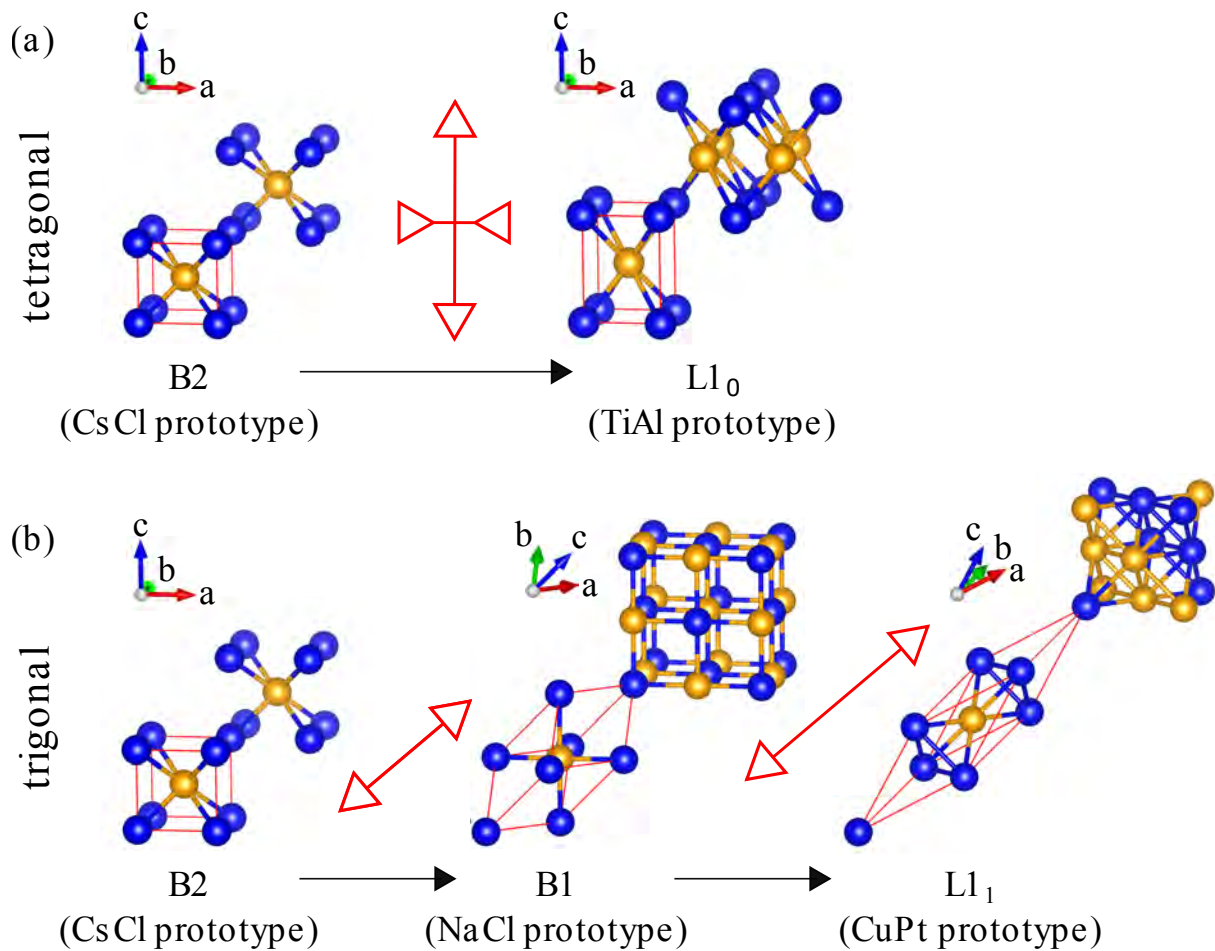 (a)
c
b
a
c
b
a
tetragonal
B2
(CsCl prototype)
L1₀
(TiAl prototype)
(b)
c
b
a
b
c
a
c
b
a
trigonal
B2
(CsCl prototype)
B1
(NaCl prototype)
L1₁
(CuPt prototype)